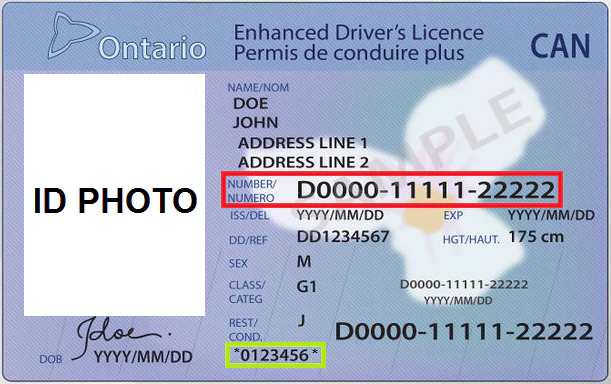 Ontario
Enhanced Driver's Licence
Permis de conduire plus
CAN
NAME/NOM
DOE
JOHN
ADDRESS LINE 1
ADDRESS LINE 2
ID PHOTO
NUMBER/
NUMERO
D0000-11111-22222
ISS/DEL YYYY/MM/DD EXP YYYY/MM/DD
DD/REF DD1234567 HGT/HAUT. 175 cm
SEX M
CLASS/
CATEG
G1
D0000-11111-22222
YYYY/MM/DD
REST/
COND.
J
D0000-11111-22222
*0123456*
Jdoe.
DOB YYYY/MM/DD
SAMPLE